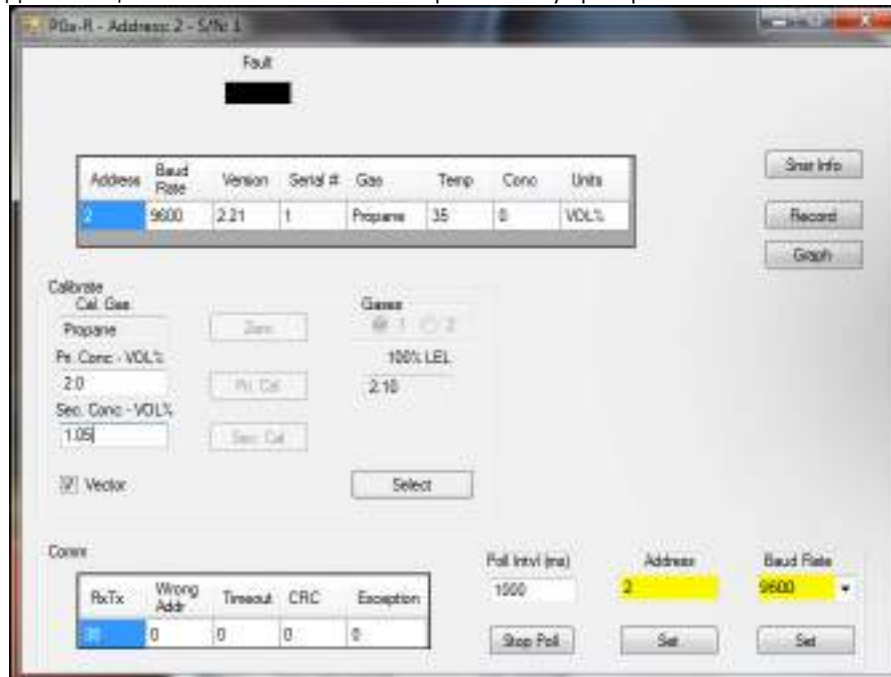 PGa-R - Address: 2 - S/N: 1
Fault
Address Baud Rate Version Serial # Gas Temp Conc Units
2 9600 2.21 1 Propane 35 0 VOL%
Snsr Info
Record
Graph
Calibrate
Cal. Gas
Propane
Zero
Gases
1 2
Pri. Conc - VOL%
2.0
Pri. Cal
100% LEL
2.10
Sec. Conc - VOL%
1.05
Sec. Cal
Vector
Select
Comm
RxTx Wrong Addr Timeout CRC Exception
30 0 0 0 0
Poll Intvl (ms)
1000
Stop Poll
Address
2
Set
Baud Rate
9600
Set